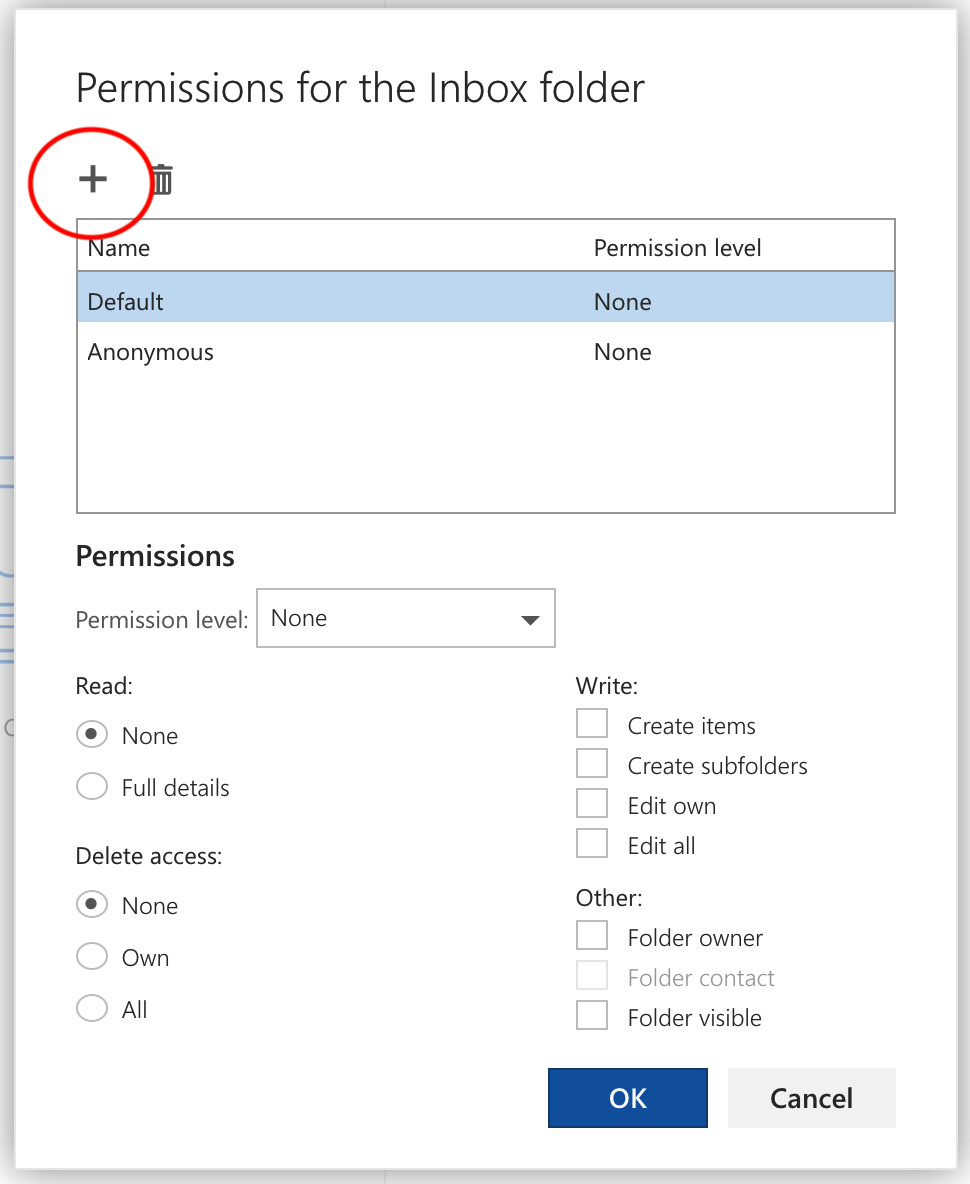 Permissions for the Inbox folder
Name Permission level
Default None
Anonymous None
Permissions
Permission level: None
Read:
None
Full details
Delete access:
None
Own
All
Write:
Create items
Create subfolders
Edit own
Edit all
Other:
Folder owner
Folder contact
Folder visible
OK Cancel